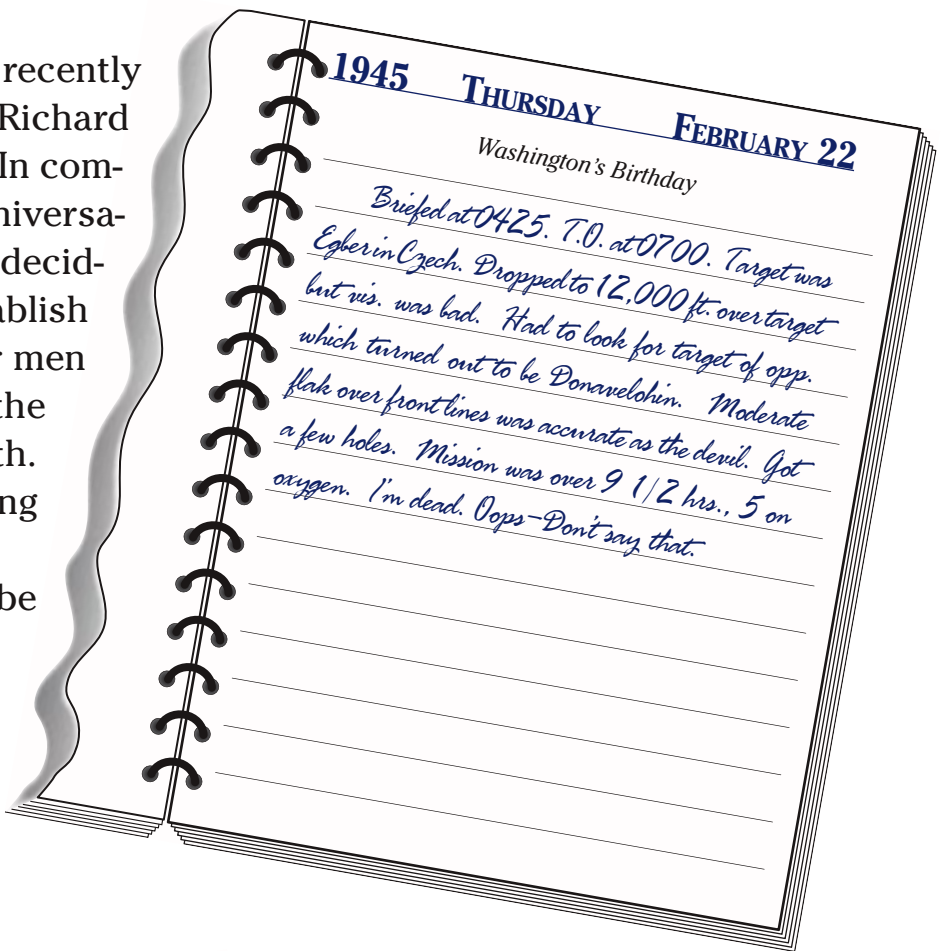 recently
Richard
In com-
niversa-
decid-
ablish
men
the
th.
ng
be
1945 THURSDAY FEBRUARY 22
Washington's Birthday
Briefed at 0425. T.O. at 0700. Target was
Egber in Czech. Dropped to 12,000 ft. over target
but vis. was bad. Had to look for target of opp.
which turned out to be Donavelohin. Moderate
flak over front lines was accurate as the devil. Got
a few holes. Mission was over 9 1/2 hrs., 5 on
oxygen. I'm dead. Oops-Don't say that.